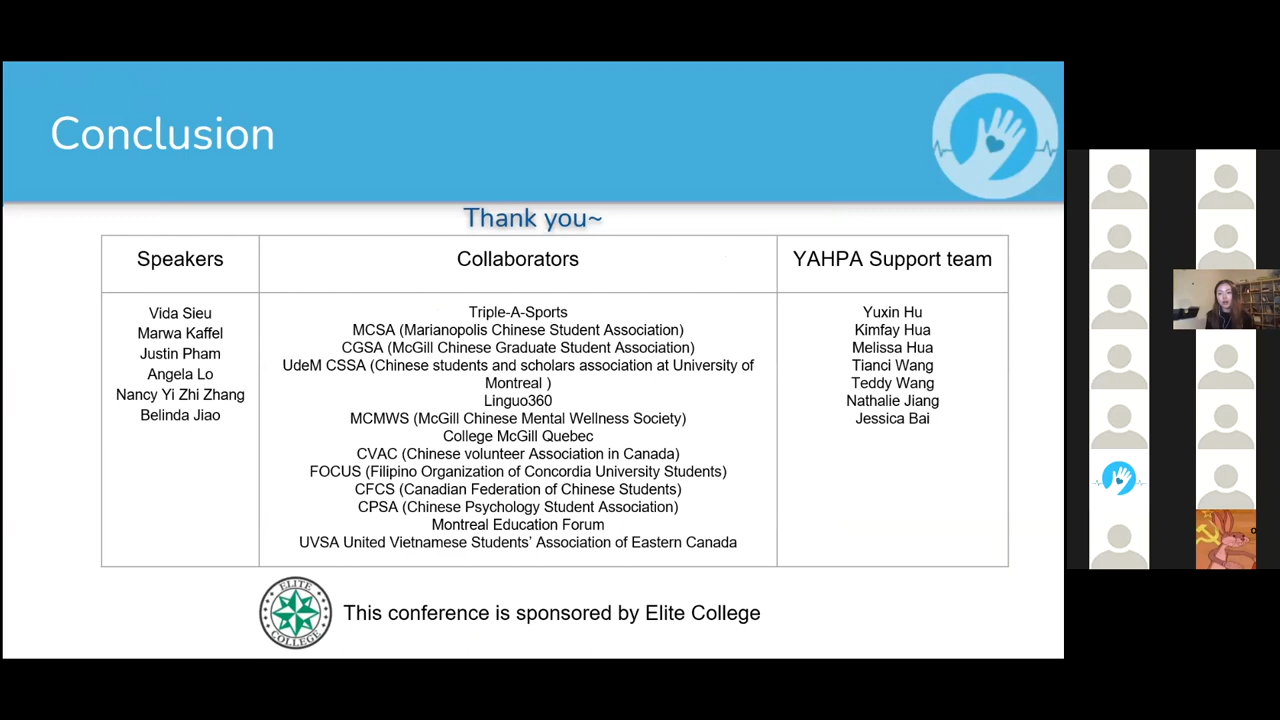 Conclusion
Thank you~
Speakers
Collaborators
YAHPA Support team
Vida Sieu
Marwa Kaffel
Justin Pham
Angela Lo
Nancy Yi Zhi Zhang
Belinda Jiao
Triple-A-Sports
MCSA (Marianopolis Chinese Student Association)
CGSA (McGill Chinese Graduate Student Association)
UdeM CSSA (Chinese students and scholars association at University of
Montreal )
Linguo360
MCMWS (McGill Chinese Mental Wellness Society)
College McGill Quebec
CVAC (Chinese volunteer Association in Canada)
FOCUS (Filipino Organization of Concordia University Students)
CFCS (Canadian Federation of Chinese Students)
CPSA (Chinese Psychology Student Association)
Montreal Education Forum
UVSA United Vietnamese Students' Association of Eastern Canada
Yuxin Hu
Kimfay Hua
Melissa Hua
Tianci Wang
Teddy Wang
Nathalie Jiang
Jessica Bai
ELITE
COLLEGE
This conference is sponsored by Elite College